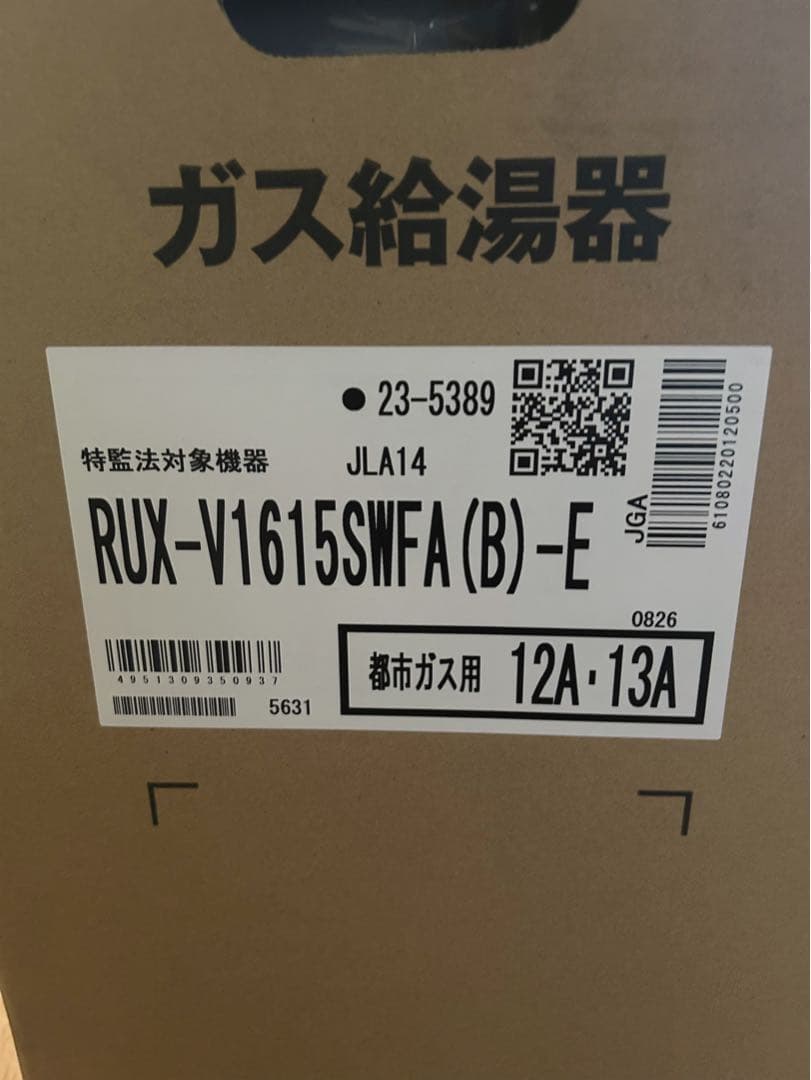 ガス給湯器
● 23-5389
特監法対象機器 JLA14
RUX-V1615SWFA(B)-E
JGA
61080220120500
0826
4951309350937
5631
都市ガス用 12A・13A